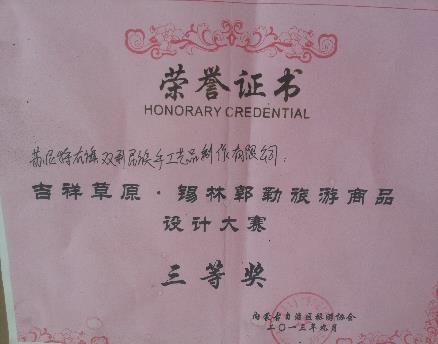 荣誉证书
HONORARY CREDENTIAL
苏尼特右旗双利民族手工艺品制作有限公司：
吉祥草原·锡林郭勒旅游商品
设计大赛
三等奖
内蒙古自治区旅游协会
二〇一三年九月